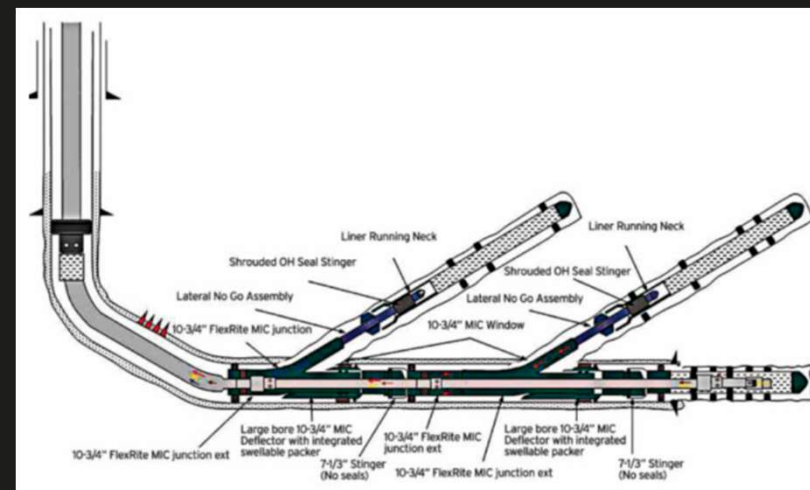 Liner Running Neck
Liner Running Neck
Shrouded OH Seal Stinger
Shrouded OH Seal Stinger
Lateral No Go Assembly
Lateral No Go Assembly
10-3/4" FlexRite MIC junction
10-3/4" MIC Window
Large bore 10-3/4" MIC
Deflector with integrated
swellable packer
10-3/4" FlexRite MIC
junction ext
Large bore 10-3/4" MIC
Deflector with integrated
swellable packer
10-3/4" FlexRite MIC junction ext
7-1/3" Stinger
(No seals)
10-3/4" FlexRite MIC junction ext
7-1/3" Stinger
(No seals)